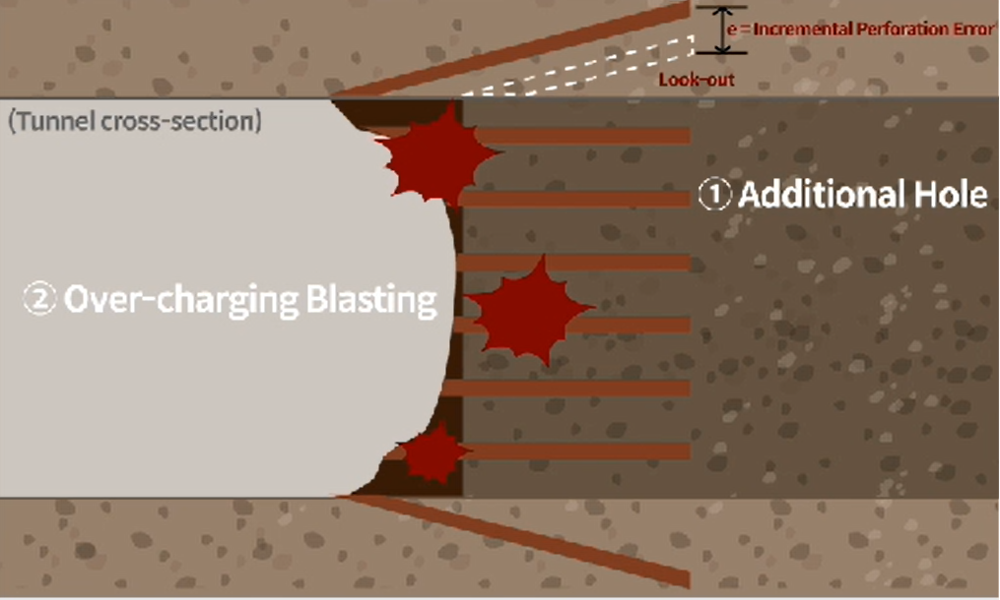 e = Incremental Perforation Error
Look-out
(Tunnel cross-section)
① Additional Hole
② Over-charging Blasting